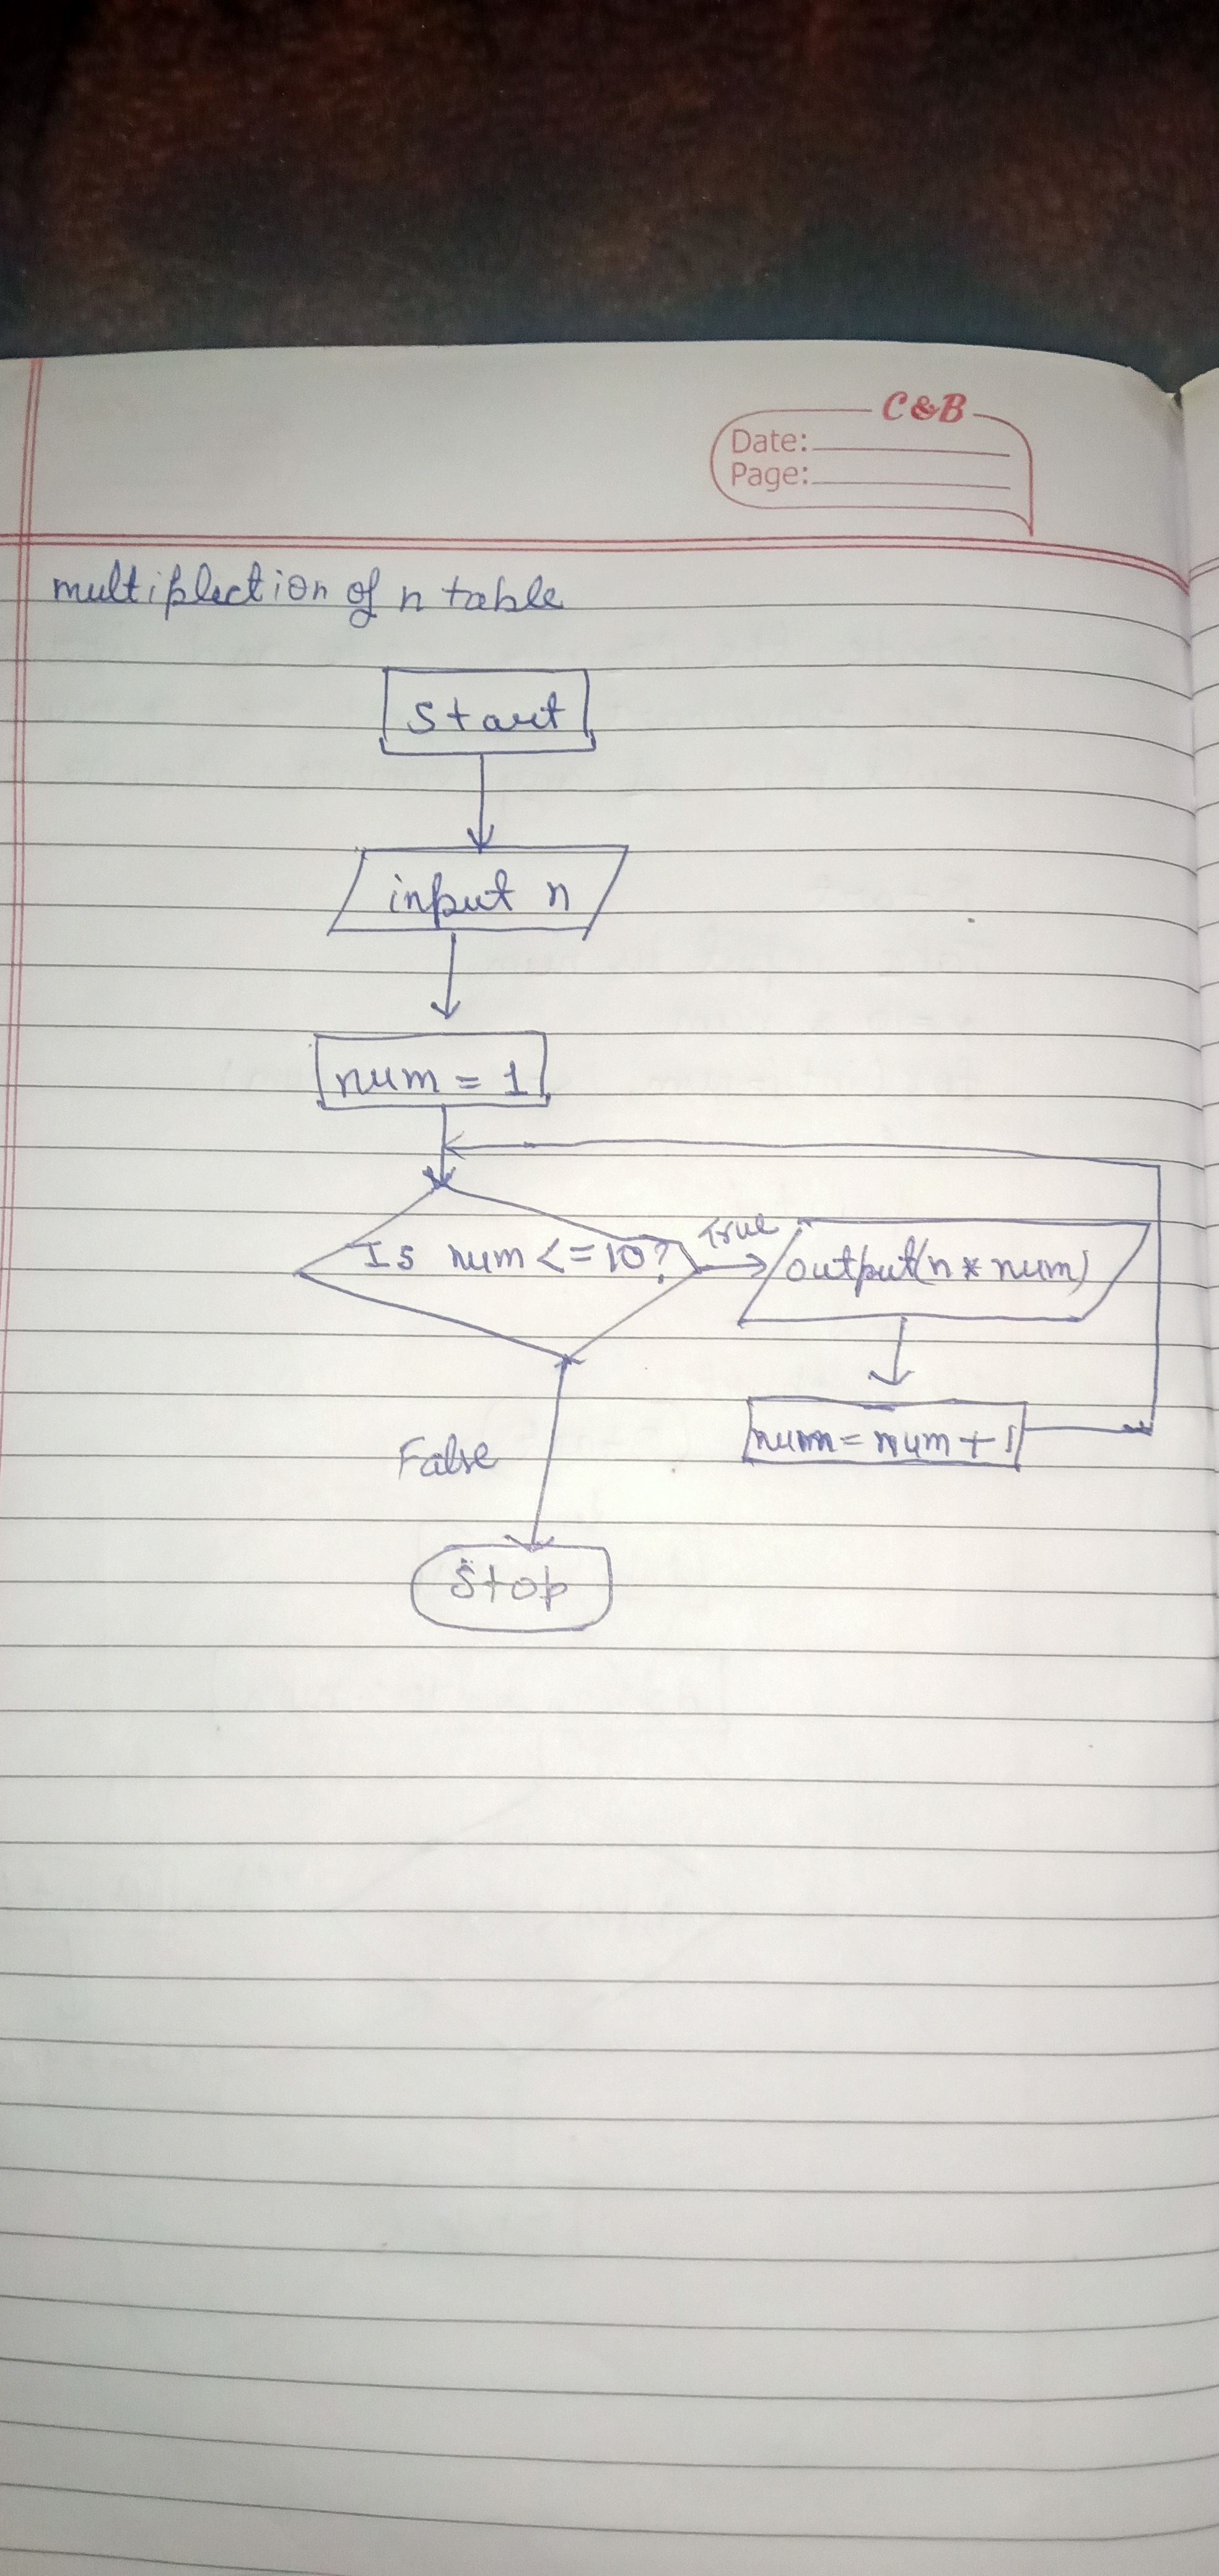 C&B
Date:
Page:
multiplection of n table
Start
input n
num = 1
Is num <= 10?
True
output(n * num)
num = num + 1
False
Stop